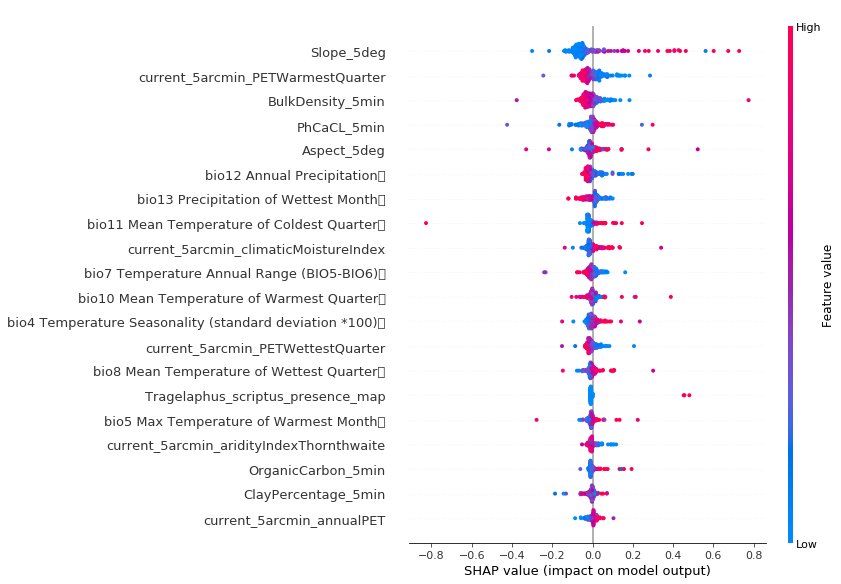 High
Slope_5deg
current_5arcmin_PETWarmestQuarter
BulkDensity_5min
PhCaCL_5min
Aspect_5deg
bio12 Annual Precipitation▯
bio13 Precipitation of Wettest Month▯
bio11 Mean Temperature of Coldest Quarter▯
current_5arcmin_climaticMoistureIndex
bio7 Temperature Annual Range (BIO5-BIO6)▯
bio10 Mean Temperature of Warmest Quarter▯
bio4 Temperature Seasonality (standard deviation *100)▯
current_5arcmin_PETWettestQuarter
bio8 Mean Temperature of Wettest Quarter▯
Tragelaphus_scriptus_presence_map
bio5 Max Temperature of Warmest Month▯
current_5arcmin_aridityIndexThornthwaite
OrganicCarbon_5min
ClayPercentage_5min
current_5arcmin_annualPET
Feature value
Low
−0.8 −0.6 −0.4 −0.2 0.0 0.2 0.4 0.6 0.8
SHAP value (impact on model output)